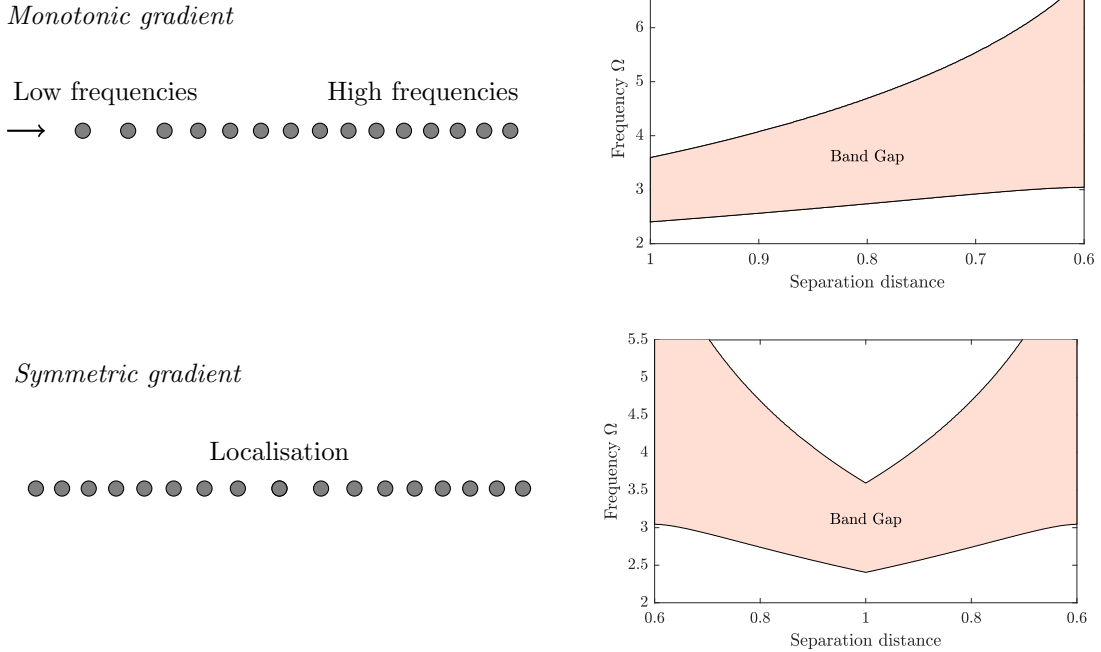 Monotonic gradient
Low frequencies
High frequencies
6
5
4
3
2
Frequency Ω
Band Gap
1 0.9 0.8 0.7 0.6
Separation distance
Symmetric gradient
Localisation
5.5
5
4.5
4
3.5
3
2.5
2
Frequency Ω
Band Gap
0.6 0.8 1 0.8 0.6
Separation distance